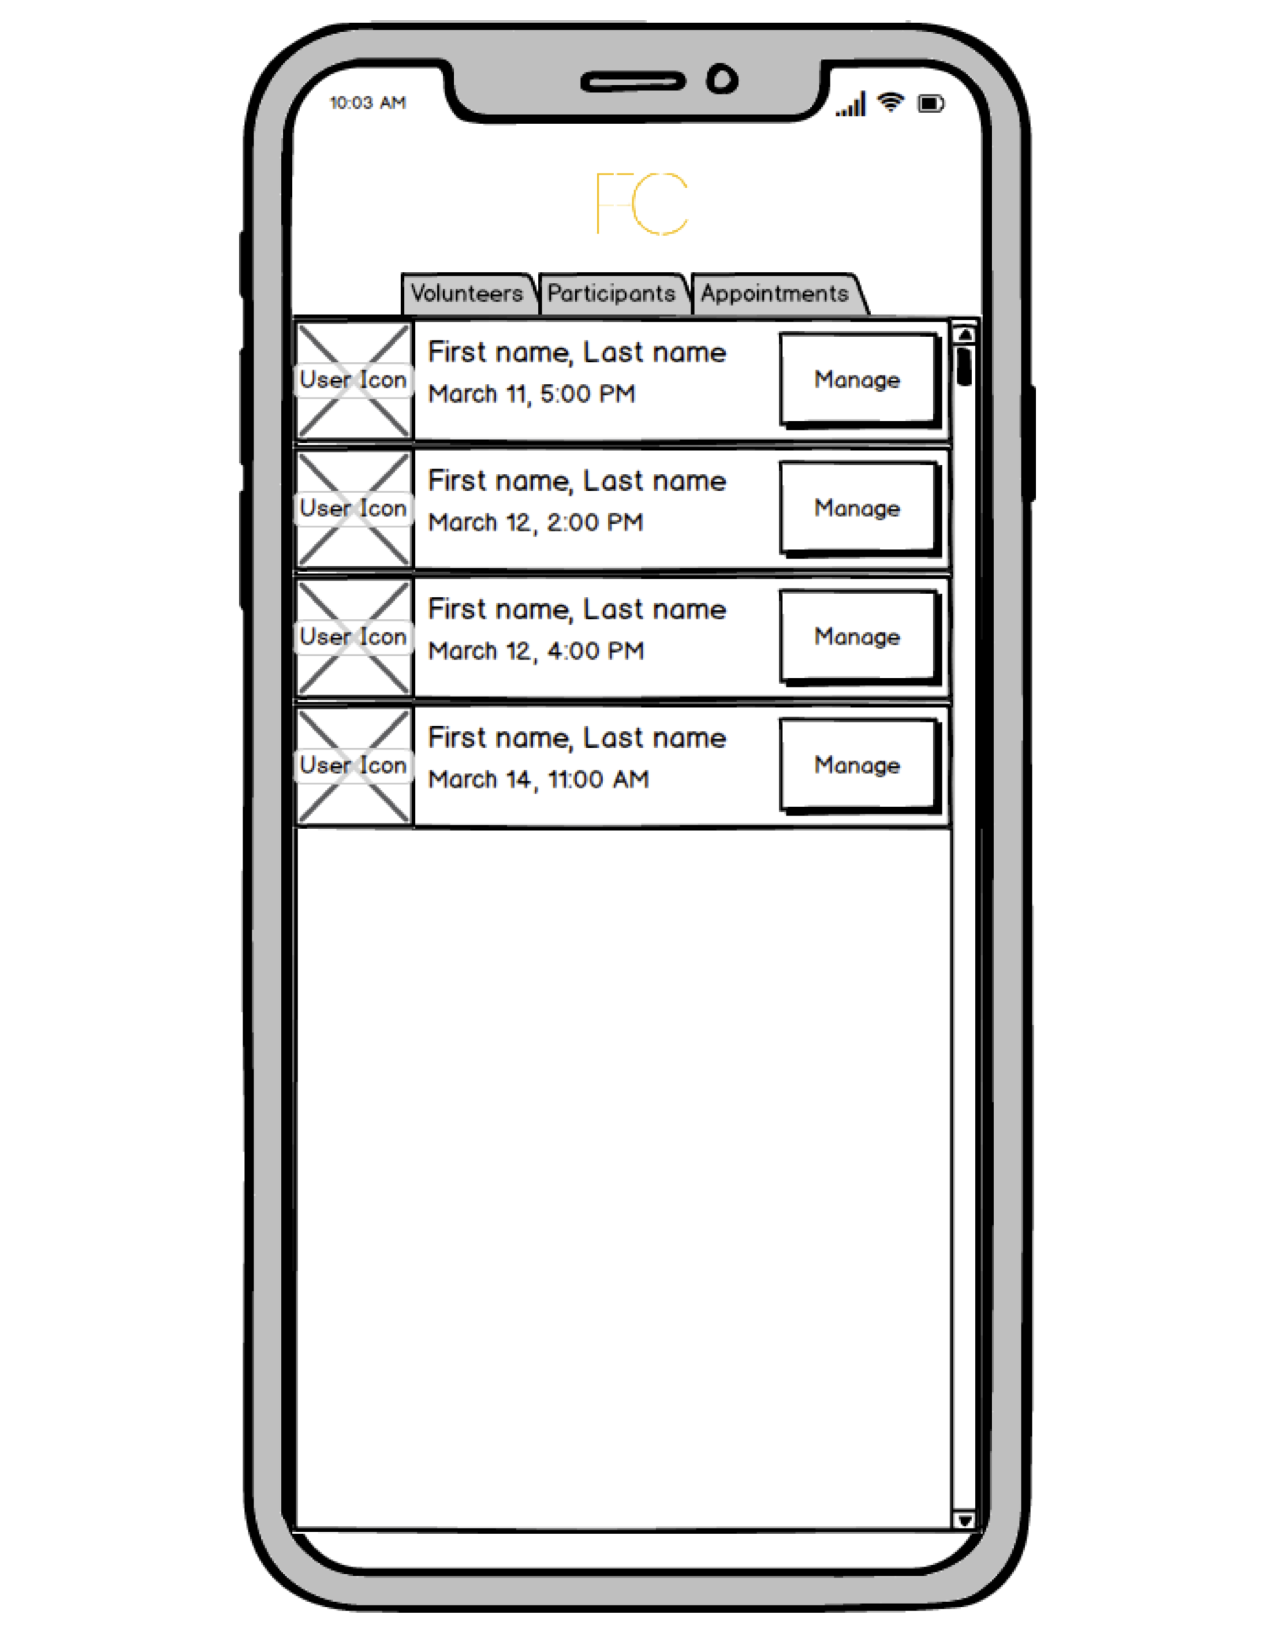 10:03 AM
FC
Volunteers Participants Appointments
First name, Last name
User Icon
March 11, 5:00 PM
Manage
First name, Last name
User Icon
March 12, 2:00 PM
Manage
First name, Last name
User Icon
March 12, 4:00 PM
Manage
First name, Last name
User Icon
March 14, 11:00 AM
Manage